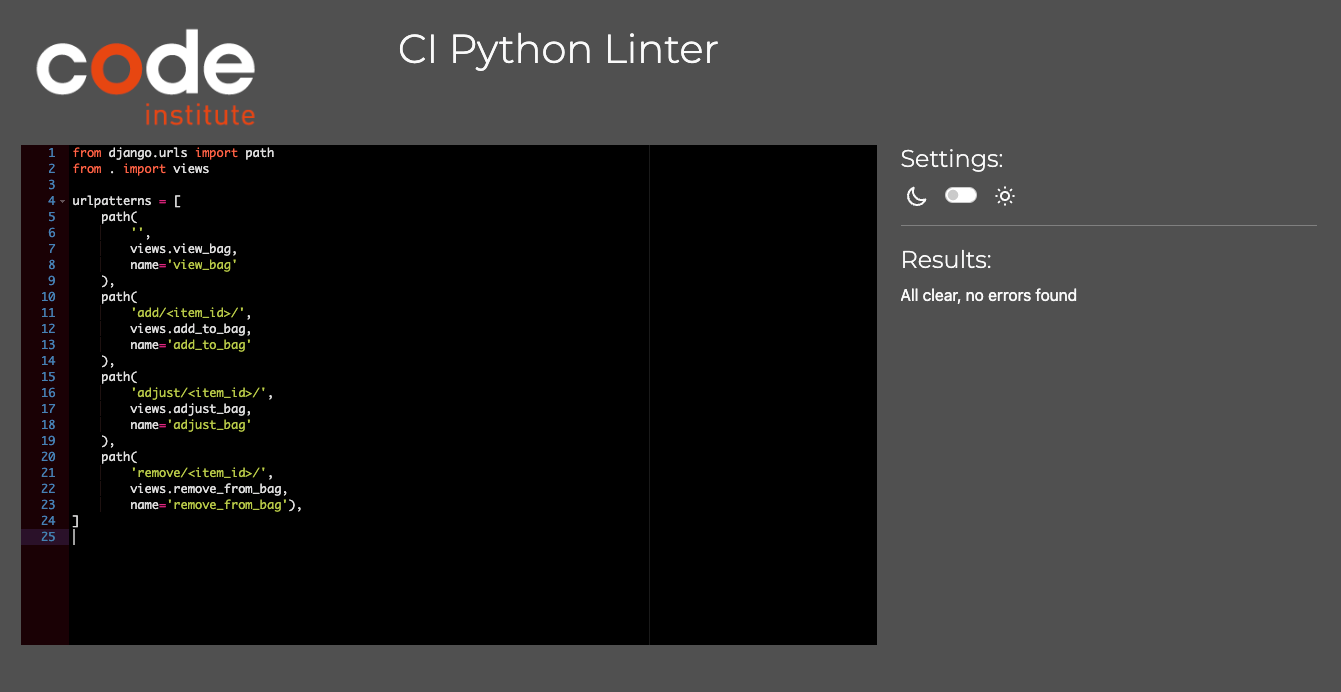 code
institute
CI Python Linter
1 from django.urls import path
2 from . import views
3
4 urlpatterns = [
5     path(
6         '',
7         views.view_bag,
8         name='view_bag'
9     ),
10     path(
11         'add/<item_id>/',
12         views.add_to_bag,
13         name='add_to_bag'
14     ),
15     path(
16         'adjust/<item_id>/',
17         views.adjust_bag,
18         name='adjust_bag'
19     ),
20     path(
21         'remove/<item_id>/',
22         views.remove_from_bag,
23         name='remove_from_bag'),
24 ]
25
Settings:
Results:
All clear, no errors found